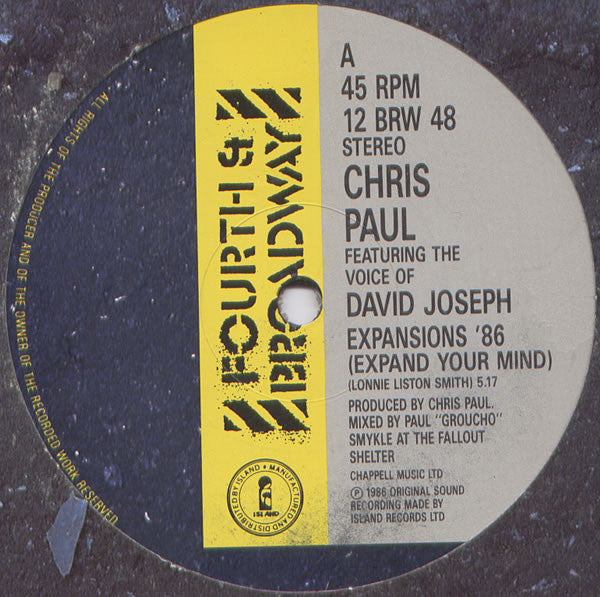 A
45 RPM
12 BRW 48
STEREO
CHRIS
PAUL
FEATURING THE
VOICE OF
DAVID JOSEPH
EXPANSIONS '86
(EXPAND YOUR MIND)
(LONNIE LISTON SMITH) 5.17
PRODUCED BY CHRIS PAUL.
MIXED BY PAUL "GROUCHO"
SMYKLE AT THE FALLOUT
SHELTER
CHAPPELL MUSIC LTD
℗ 1986 ORIGINAL SOUND
RECORDING MADE BY
ISLAND RECORDS LTD
FOURTH &
BROADWAY
MANUFACTURED AND DISTRIBUTED BY ISLAND •
ISLAND
ALL RIGHTS OF THE PRODUCER AND OF THE OWNER OF THE RECORDED WORK RESERVED